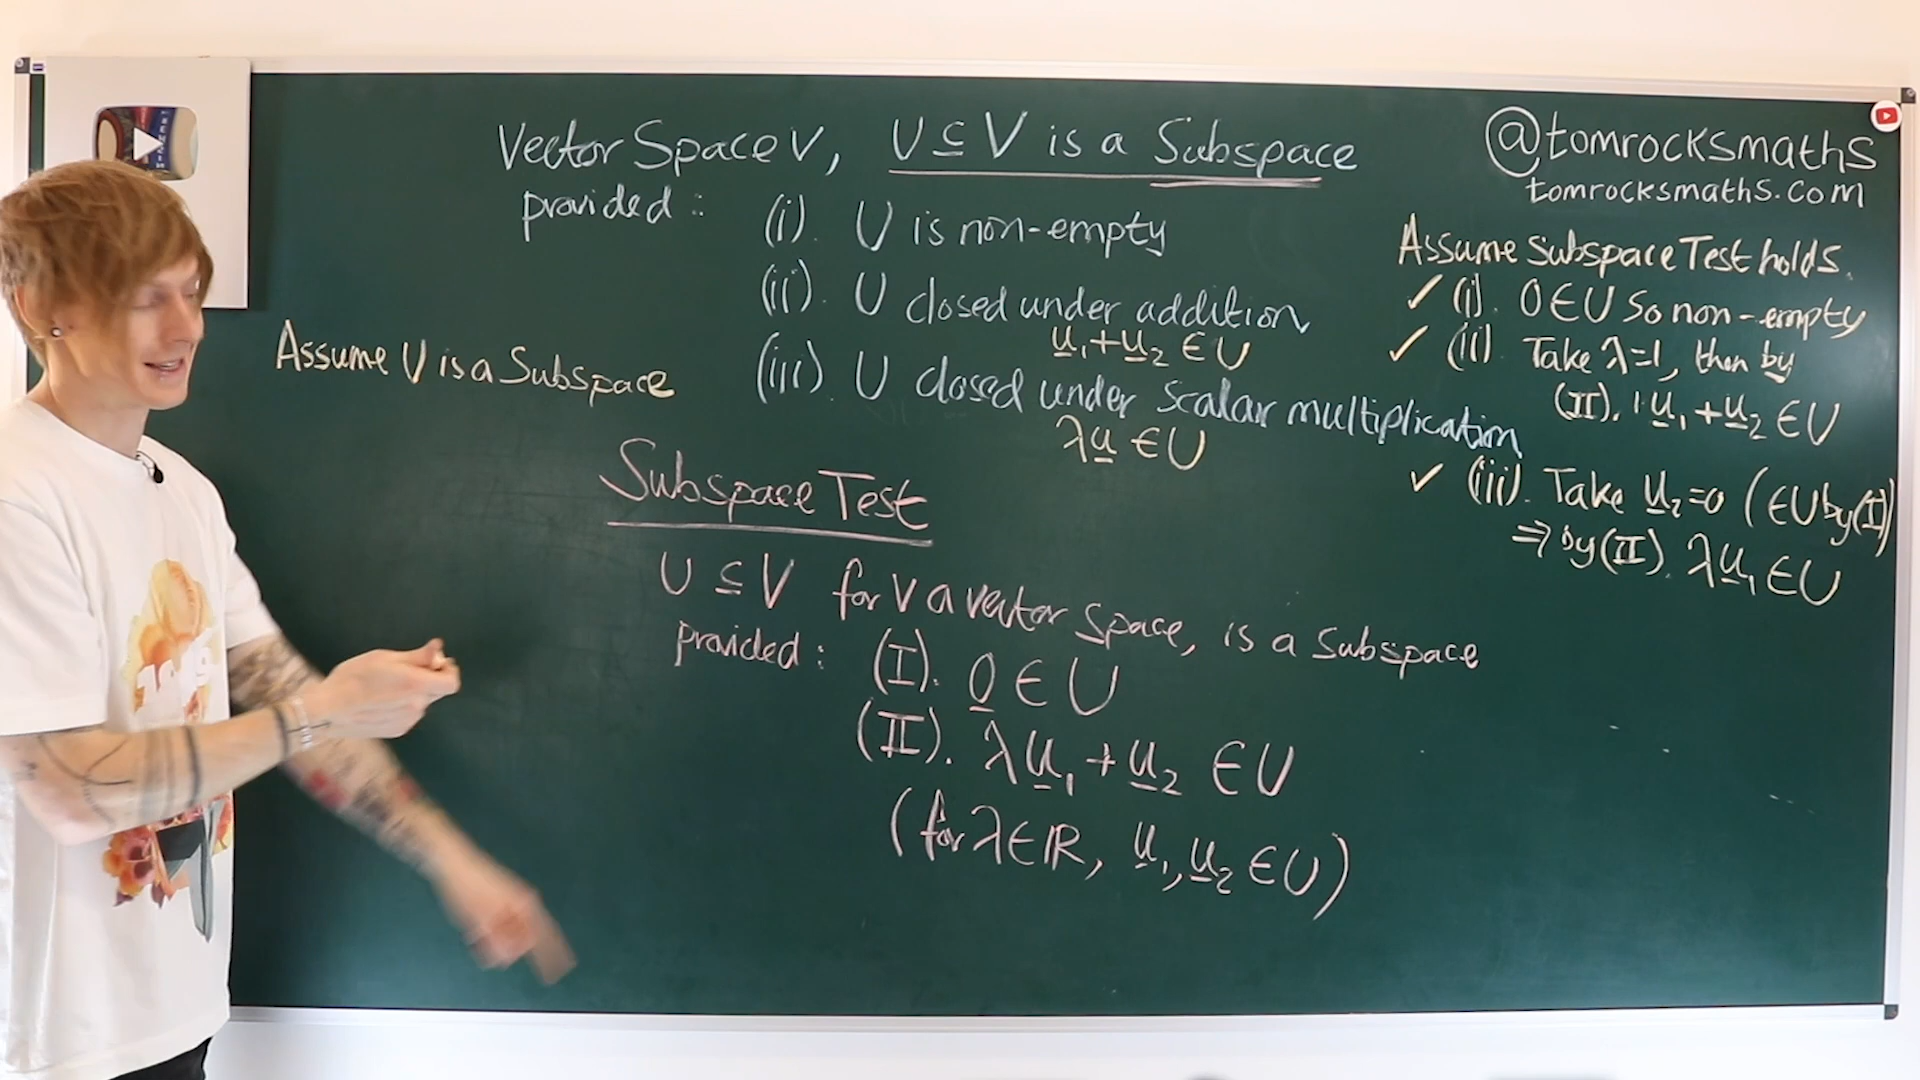 Vector Space V, U ⊆ V is a Subspace
provided:
(i). U is non-empty
(ii). U closed under addition
u₁+u₂ ∈ U
(iii). U closed under scalar multiplication
λu ∈ U
Assume U is a Subspace
Subspace Test
U ⊆ V for V a vector space, is a subspace
provided: (I). 0 ∈ U
(II). λu₁ + u₂ ∈ U
(for λ∈ℝ, u₁, u₂ ∈ U)
@tomrocksmaths
tomrocksmaths.com
Assume Subspace Test holds.
✓ (i). 0 ∈ U so non-empty
✓ (ii). Take λ=1, then by
(II). 1·u₁ + u₂ ∈ U
✓ (iii). Take u₂=0 (∈U by (I))
⇒ by (II). λu₁ ∈ U